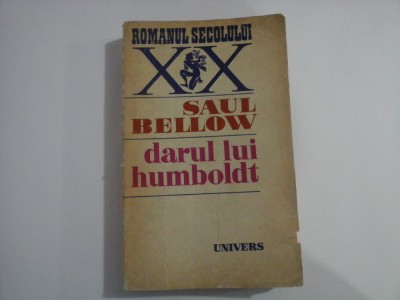 ROMANUL SECOLULUI
XX
SAUL
BELLOW
darul lui
humboldt
UNIVERS